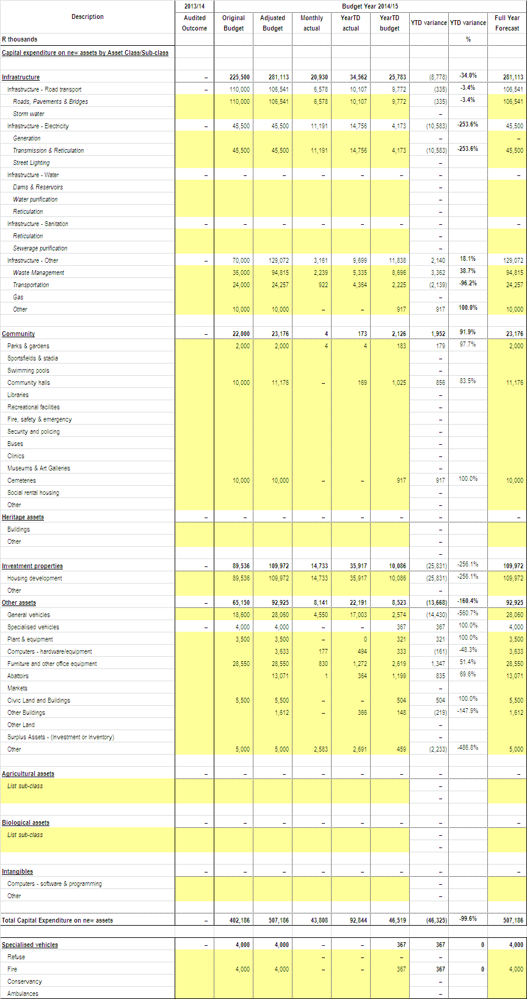 Description 2013/14 Budget Year 2014/15
Audited Outcome Original Budget Adjusted Budget Monthly actual YearTD actual YearTD budget YTD variance YTD variance Full Year Forecast
R thousands %
Capital expenditure on new assets by Asset Class/Sub-class
Infrastructure – 225,500 281,113 20,930 34,562 25,783 (8,778) -34.0% 281,113
Infrastructure - Road transport – 110,000 106,541 6,578 10,107 9,772 (335) -3.4% 106,541
Roads, Pavements & Bridges 110,000 106,541 6,578 10,107 9,772 (335) -3.4% 106,541
Storm water –
Infrastructure - Electricity – 45,500 45,500 11,191 14,756 4,173 (10,583) -253.6% 45,500
Generation – –
Transmission & Reticulation 45,500 45,500 11,191 14,756 4,173 (10,583) -253.6% 45,500
Street Lighting –
Infrastructure - Water – – – – – – – –
Dams & Reservoirs –
Water purification –
Reticulation –
Infrastructure - Sanitation – – – – – – – –
Reticulation –
Sewerage purification –
Infrastructure - Other – 70,000 129,072 3,161 9,699 11,838 2,140 18.1% 129,072
Waste Management 36,000 94,815 2,239 5,335 8,696 3,362 38.7% 94,815
Transportation 24,000 24,257 922 4,364 2,225 (2,139) -96.2% 24,257
Gas –
Other 10,000 10,000 – – 917 917 100.0% 10,000
Community – 22,000 23,176 4 173 2,126 1,952 91.9% 23,176
Parks & gardens 2,000 2,000 4 4 183 179 97.7% 2,000
Sportsfields & stadia –
Swimming pools –
Community halls 10,000 11,176 – 169 1,025 856 83.5% 11,176
Libraries –
Recreational facilities –
Fire, safety & emergency –
Security and policing –
Buses –
Clinics –
Museums & Art Galleries –
Cemeteries 10,000 10,000 – – 917 917 100.0% 10,000
Social rental housing –
Other –
Heritage assets – – – – – – – –
Buildings –
Other –
–
Investment properties – 89,536 109,972 14,733 35,917 10,086 (25,831) -256.1% 109,972
Housing development 89,536 109,972 14,733 35,917 10,086 (25,831) -256.1% 109,972
Other –
Other assets – 65,150 92,925 8,141 22,191 8,523 (13,668) -160.4% 92,925
General vehicles 18,600 28,060 4,550 17,003 2,574 (14,430) -560.7% 28,060
Specialised vehicles – 4,000 4,000 – – 367 367 100.0% 4,000
Plant & equipment 3,500 3,500 – 0 321 321 100.0% 3,500
Computers - hardware/equipment 3,633 177 494 333 (161) -48.3% 3,633
Furniture and other office equipment 28,550 28,550 830 1,272 2,619 1,347 51.4% 28,550
Abattoirs 13,071 1 364 1,199 835 69.6% 13,071
Markets –
Civic Land and Buildings 5,500 5,500 – – 504 504 100.0% 5,500
Other Buildings 1,612 – 366 148 (219) -147.9% 1,612
Other Land –
Surplus Assets - (Investment or Inventory) –
Other 5,000 5,000 2,583 2,691 459 (2,233) -486.8% 5,000
Agricultural assets – – – – – – – –
List sub-class –
–
Biological assets – – – – – – – –
List sub-class –
–
Intangibles – – – – – – – –
Computers - software & programming –
Other –
Total Capital Expenditure on new assets – 402,186 507,186 43,808 92,844 46,519 (46,325) -99.6% 507,186
Specialised vehicles – 4,000 4,000 – – 367 367 0 4,000
Refuse – – – –
Fire 4,000 4,000 – – 367 367 0 4,000
Conservancy –
Ambulances –